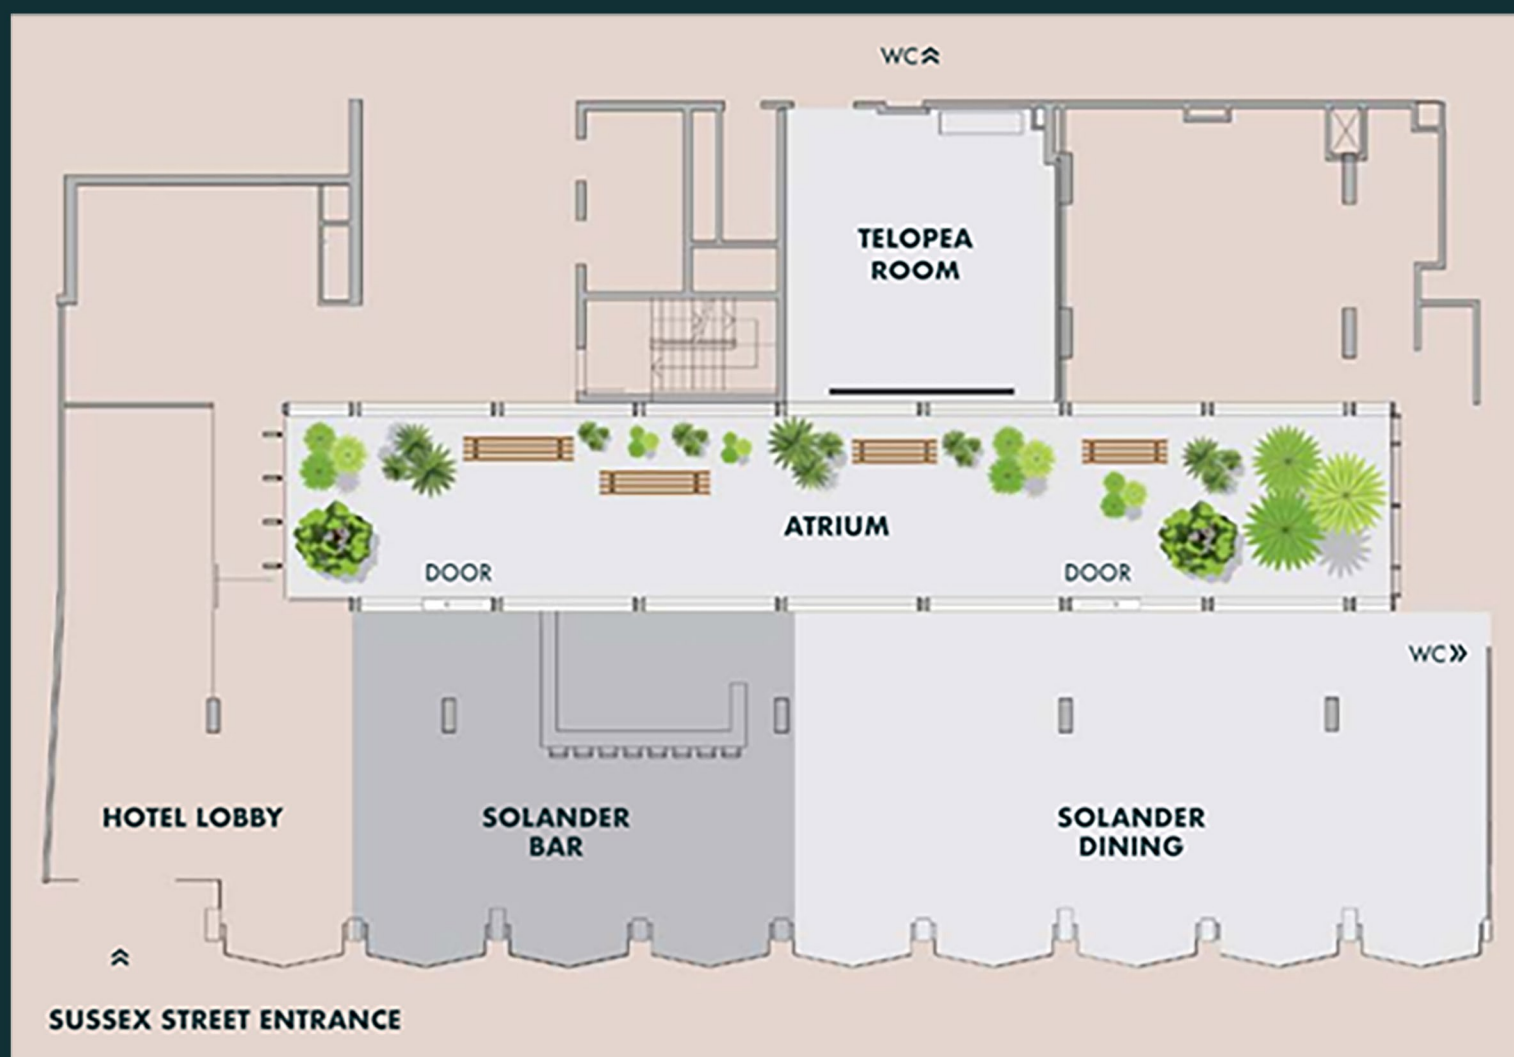 WC
TELOPEA
ROOM
ATRIUM
DOOR
DOOR
WC
HOTEL LOBBY
SOLANDER
BAR
SOLANDER
DINING
SUSSEX STREET ENTRANCE